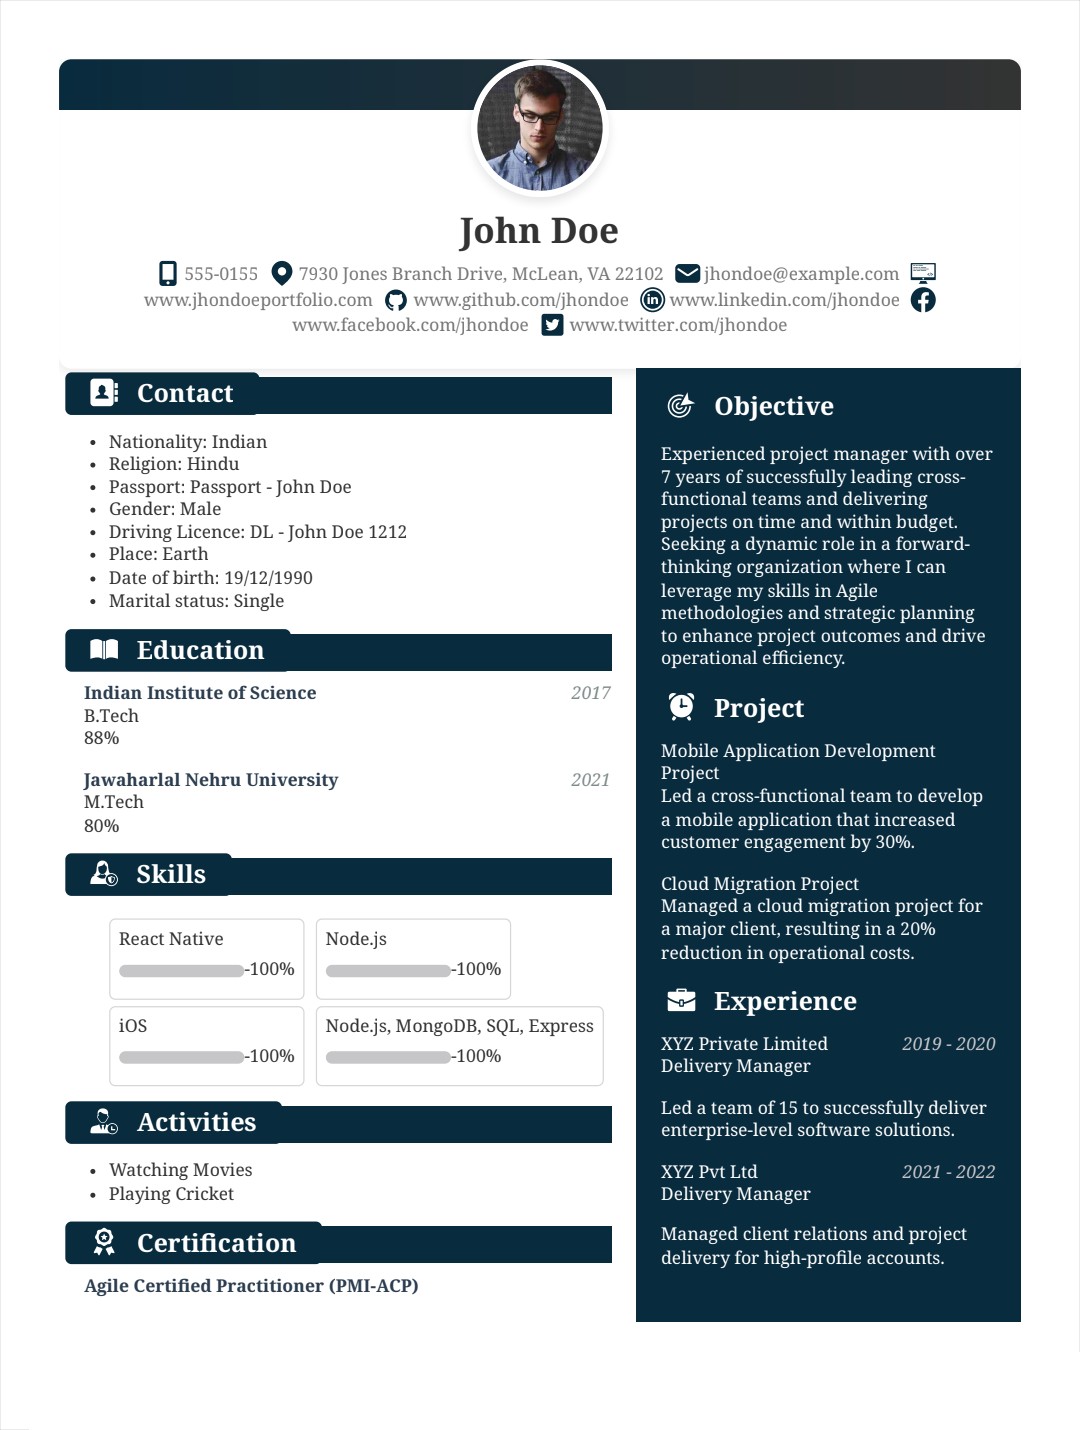 John Doe
555-0155 7930 Jones Branch Drive, McLean, VA 22102 jhondoe@example.com
www.jhondoeportfolio.com www.github.com/jhondoe www.linkedin.com/jhondoe
www.facebook.com/jhondoe www.twitter.com/jhondoe
Contact
• Nationality: Indian
• Religion: Hindu
• Passport: Passport - John Doe
• Gender: Male
• Driving Licence: DL - John Doe 1212
• Place: Earth
• Date of birth: 19/12/1990
• Marital status: Single
Education
Indian Institute of Science 2017
B.Tech
88%
Jawaharlal Nehru University 2021
M.Tech
80%
Skills
React Native
-100%
Node.js
-100%
iOS
-100%
Node.js, MongoDB, SQL, Express
-100%
Activities
• Watching Movies
• Playing Cricket
Certification
Agile Certified Practitioner (PMI-ACP)
Objective
Experienced project manager with over
7 years of successfully leading cross-
functional teams and delivering
projects on time and within budget.
Seeking a dynamic role in a forward-
thinking organization where I can
leverage my skills in Agile
methodologies and strategic planning
to enhance project outcomes and drive
operational efficiency.
Project
Mobile Application Development
Project
Led a cross-functional team to develop
a mobile application that increased
customer engagement by 30%.
Cloud Migration Project
Managed a cloud migration project for
a major client, resulting in a 20%
reduction in operational costs.
Experience
XYZ Private Limited 2019 - 2020
Delivery Manager
Led a team of 15 to successfully deliver
enterprise-level software solutions.
XYZ Pvt Ltd 2021 - 2022
Delivery Manager
Managed client relations and project
delivery for high-profile accounts.